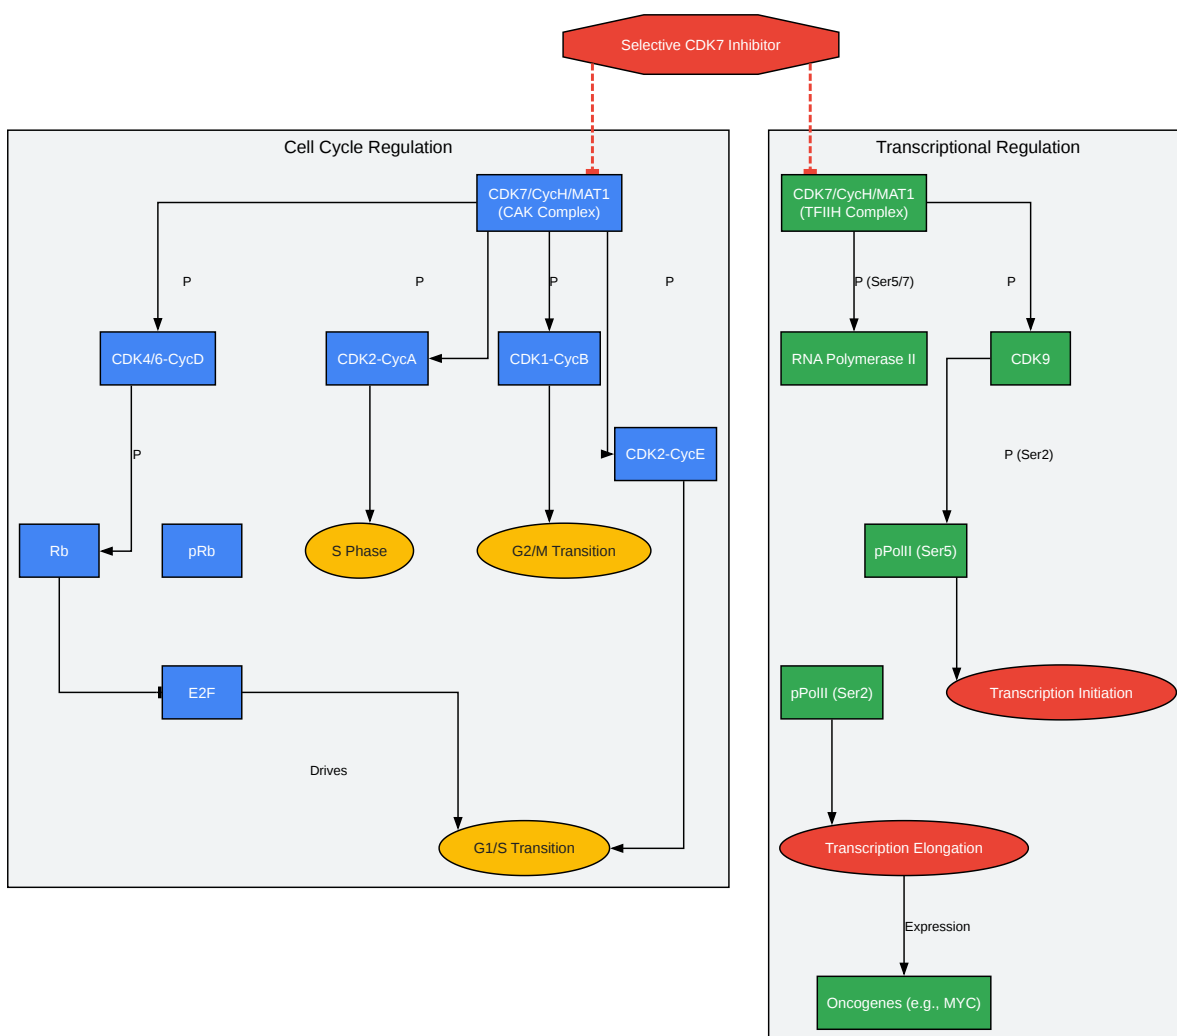 Selective CDK7 Inhibitor
Cell Cycle Regulation
CDK7/CycH/MAT1
(CAK Complex)
P
P
P
P
CDK4/6-CycD
CDK2-CycA
CDK1-CycB
P
CDK2-CycE
Rb
pRb
S Phase
G2/M Transition
E2F
Drives
G1/S Transition
Transcriptional Regulation
CDK7/CycH/MAT1
(TFIIH Complex)
P (Ser5/7)
P
RNA Polymerase II
CDK9
P (Ser2)
pPolII (Ser5)
pPolII (Ser2)
Transcription Initiation
Transcription Elongation
Expression
Oncogenes (e.g., MYC)